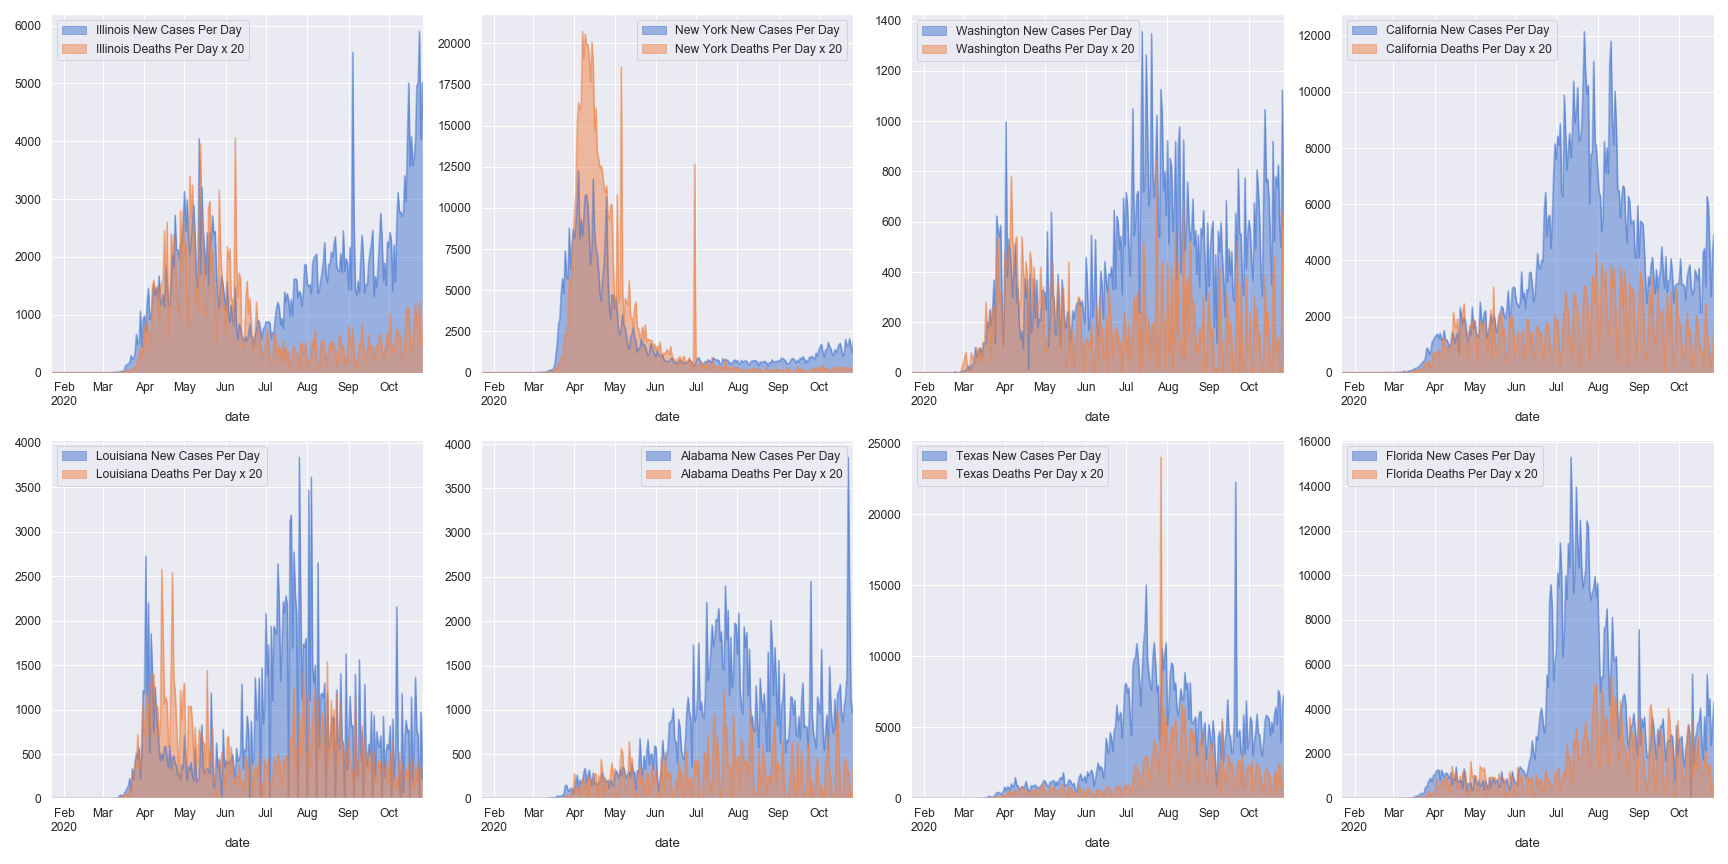 Illinois New Cases Per Day
Illinois Deaths Per Day x 20
6000
5000
4000
3000
2000
1000
0
Feb Mar Apr May Jun Jul Aug Sep Oct
2020
date
New York New Cases Per Day
New York Deaths Per Day x 20
20000
17500
15000
12500
10000
7500
5000
2500
0
Feb Mar Apr May Jun Jul Aug Sep Oct
2020
date
Washington New Cases Per Day
Washington Deaths Per Day x 20
1400
1200
1000
800
600
400
200
0
Feb Mar Apr May Jun Jul Aug Sep Oct
2020
date
California New Cases Per Day
California Deaths Per Day x 20
12000
10000
8000
6000
4000
2000
0
Feb Mar Apr May Jun Jul Aug Sep Oct
2020
date
Louisiana New Cases Per Day
Louisiana Deaths Per Day x 20
4000
3500
3000
2500
2000
1500
1000
500
0
Feb Mar Apr May Jun Jul Aug Sep Oct
2020
date
Alabama New Cases Per Day
Alabama Deaths Per Day x 20
4000
3500
3000
2500
2000
1500
1000
500
0
Feb Mar Apr May Jun Jul Aug Sep Oct
2020
date
Texas New Cases Per Day
Texas Deaths Per Day x 20
25000
20000
15000
10000
5000
0
Feb Mar Apr May Jun Jul Aug Sep Oct
2020
date
Florida New Cases Per Day
Florida Deaths Per Day x 20
16000
14000
12000
10000
8000
6000
4000
2000
0
Feb Mar Apr May Jun Jul Aug Sep Oct
2020
date